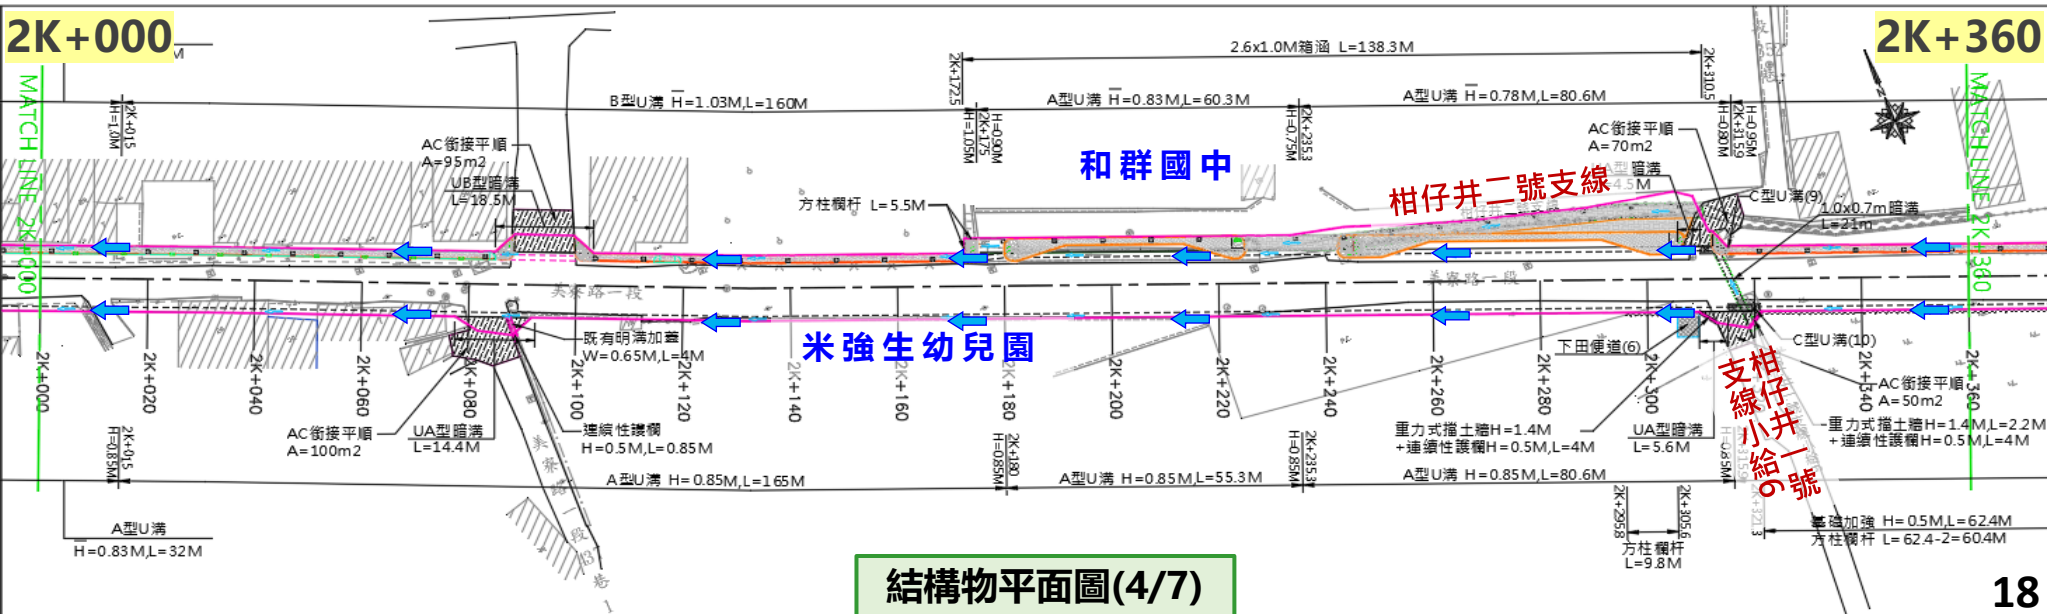 2K+000
2K+360
MATCH LINE 2K+000
MATCH LINE 2K+360
2.6x1.0M箱涵 L=138.3M
2K+172.5
2K+310.5
B型U溝 H=1.03M,L=160M
A型U溝 H=0.83M,L=60.3M
A型U溝 H=0.78M,L=80.6M
2K+015
H=1.0M
H=0.90M
2K+175
H=1.05M
2K+235.3
H=0.75M
H=0.95M
2K+315.9
H=0.80M
AC銜接平順
A=95m2
UB型暗溝
L=18.5M
方柱欄杆 L=5.5M
和群國中
柑仔井二號支線
AC銜接平順
A=70m2
C型U溝(9)
1.0x0.7m暗溝
L=21m
美寮路一段
美寮路一段
米強生幼兒園
既有明溝加蓋
W=0.65M,L=4M
下田便道(6)
C型U溝(10)
2K+000
2K+020
2K+040
2K+060
2K+080
2K+100
2K+120
2K+140
2K+160
2K+180
2K+200
2K+220
2K+240
2K+260
2K+280
2K+300
2K+340
2K+360
AC銜接平順
A=50m2
柑仔井一號
支線小給6
AC銜接平順
A=100m2
UA型暗溝
L=14.4M
連續性護欄
H=0.5M,L=0.85M
重力式擋土牆H=1.4M
+連續性護欄H=0.5M,L=4M
UA型暗溝
L=5.6M
重力式擋土牆H=1.4M,L=2.2M
+連續性護欄H=0.5M,L=4M
2K+015
H=0.85M
2K+180
H=0.85M
2K+235.3
H=0.85M
A型U溝 H=0.85M,L=165M
A型U溝 H=0.85M,L=55.3M
A型U溝 H=0.85M,L=80.6M
A型U溝
H=0.83M,L=32M
美寮路一段
巷
2K+295.8
2K+305.6
方柱欄杆
L=9.8M
基礎加強 H=0.5M,L=62.4M
方柱欄杆 L=62.4-2=60.4M
結構物平面圖(4/7)
18